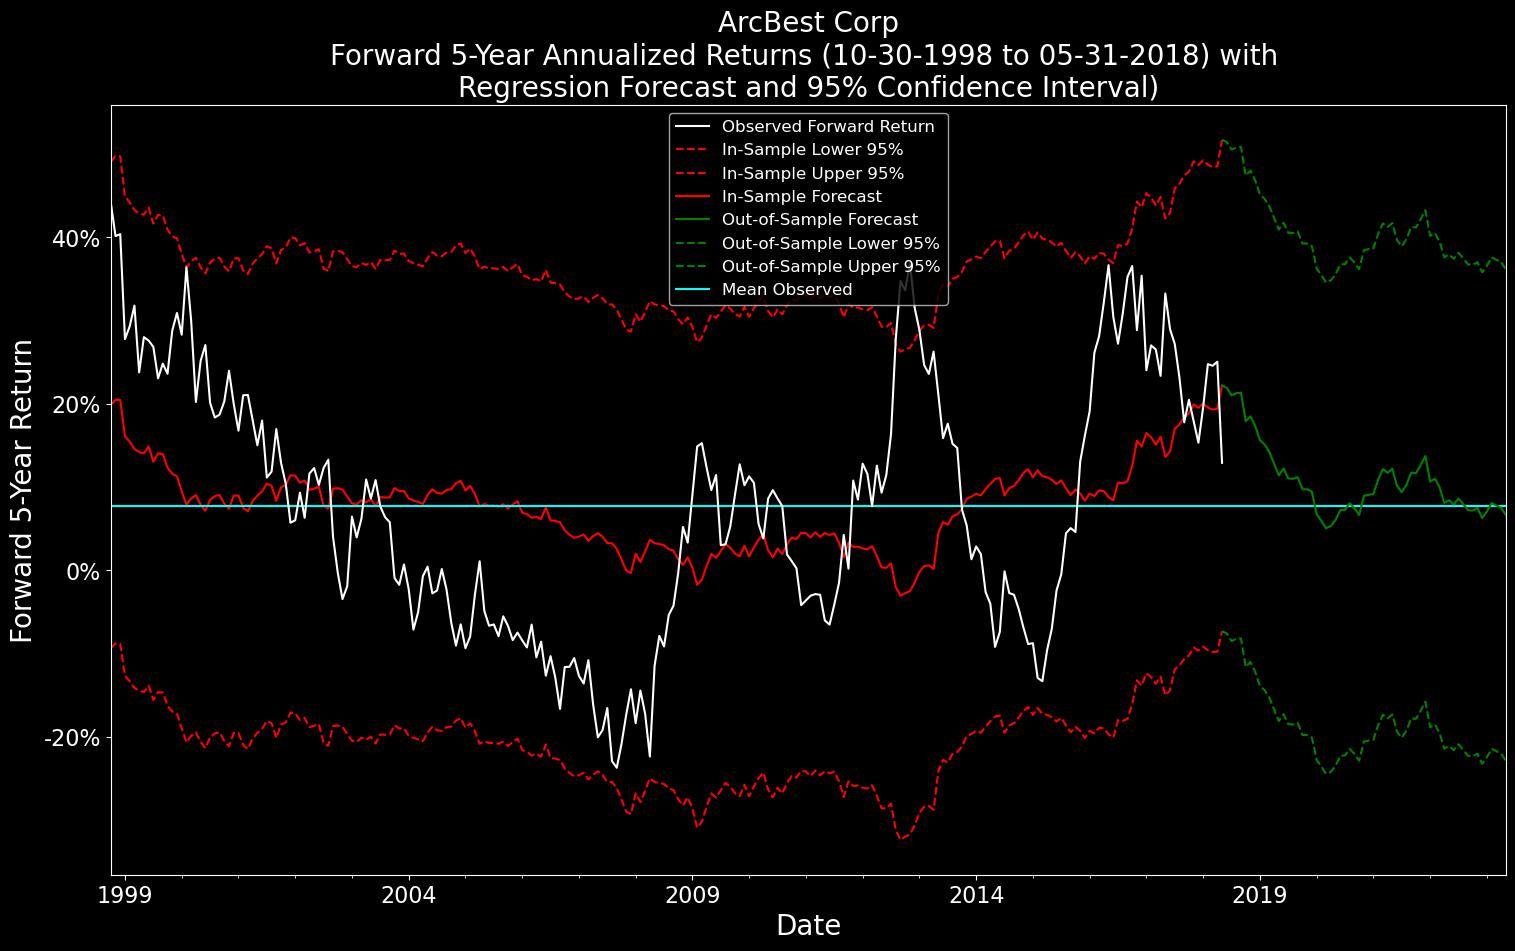 ArcBest Corp
Forward 5-Year Annualized Returns (10-30-1998 to 05-31-2018) with
Regression Forecast and 95% Confidence Interval)
Observed Forward Return
In-Sample Lower 95%
In-Sample Upper 95%
In-Sample Forecast
Out-of-Sample Forecast
Out-of-Sample Lower 95%
Out-of-Sample Upper 95%
Mean Observed
Forward 5-Year Return
40%
20%
0%
-20%
1999
2004
2009
2014
2019
Date